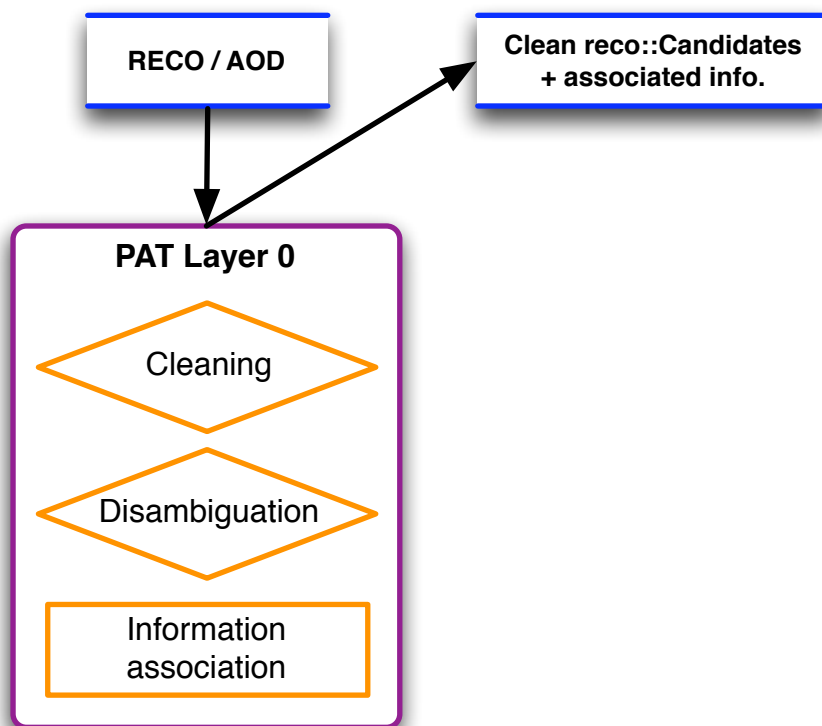 RECO / AOD
Clean reco::Candidates
+ associated info.
PAT Layer 0
Cleaning
Disambiguation
Information
association